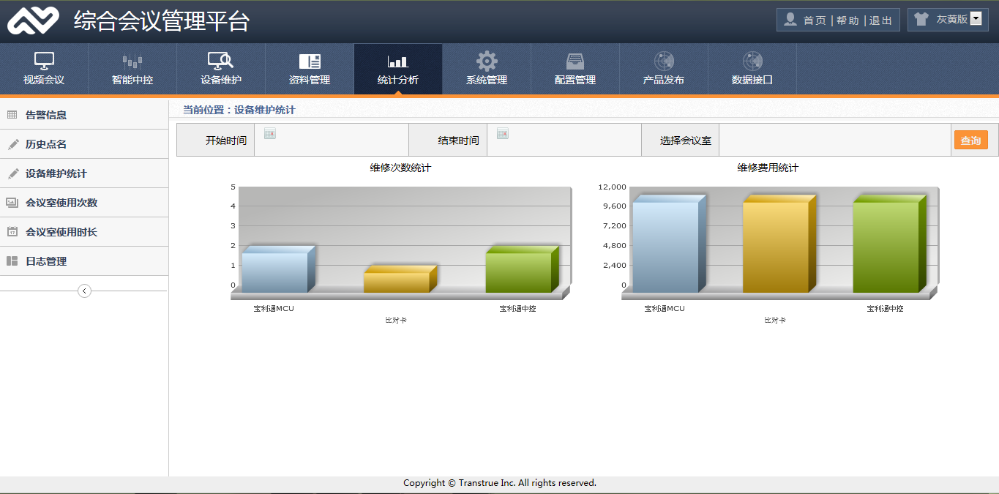 综合会议管理平台
首页 | 帮助 | 退出
灰黄版
视频会议
智能中控
设备维护
资料管理
统计分析
系统管理
配置管理
产品发布
数据接口
告警信息
历史点名
设备维护统计
会议室使用次数
17
会议室使用时长
日志管理
当前位置：设备维护统计
开始时间
结束时间
选择会议室
查询
维修次数统计
5
4
3
2
1
0
宝利通MCU
比对卡
宝利通中控
维修费用统计
12,000
9,600
7,200
4,800
2,400
0
宝利通MCU
比对卡
宝利通中控
Copyright © Transtrue Inc. All rights reserved.